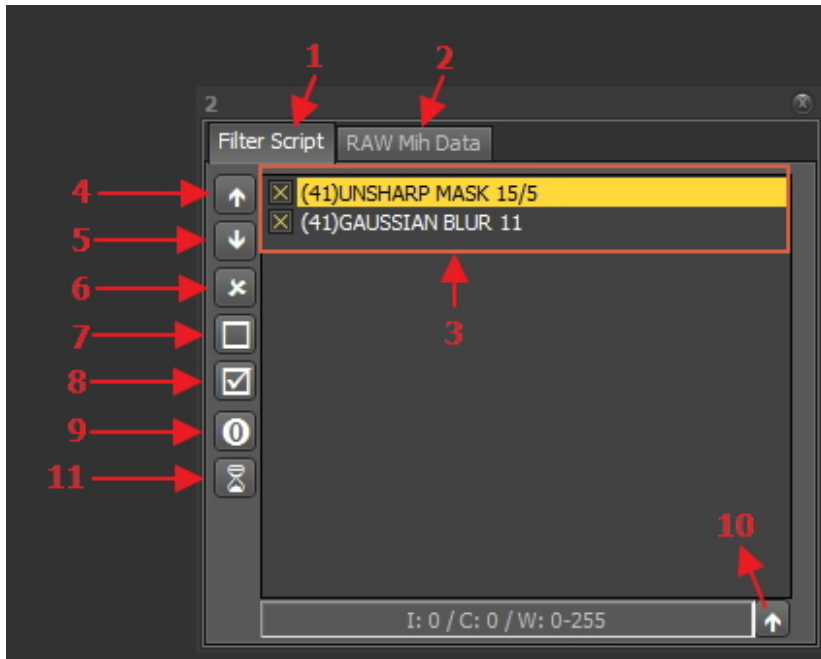 1 2
2
Filter Script RAW Mih Data
4 (41)UNSHARP MASK 15/5
5 (41)GAUSSIAN BLUR 11
6
3
7
8
9 0
11
10
I: 0 / C: 0 / W: 0-255